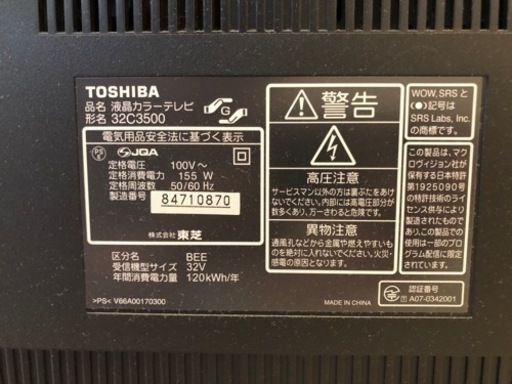 TOSHIBA
品名 液晶カラーテレビ
形名 32C3500
G
電気用品安全法に基づく表示
JQA
定格電圧 100V～
定格消費電力 155 W
定格周波数 50/60 Hz
製造番号 84710870
株式会社 東芝
区分名 BEE
受信機型サイズ 32V
年間消費電力量 120kWh/年
>PS< V66A00170300
警告
高圧注意
サービスマン以外の方は裏ぶたをあけ
ないでください。内部には高電圧部分が
数多くあり、万一さわると危険です。
異物注意
通風孔などから金属や燃えやすいも
のを絶対に入れないでください。火災・
感電の原因となります。
MADE IN CHINA
WOW, SRS と
(●)記号は
SRS Labs, Inc.
の商標です。
この製品は、マク
ロヴィジョン社が
保有する日本特許
第1925090号
の特許技術のライ
センス供与により
製造されたもので
あり、この製品の
使用は一部のプロ
グラム配信に限定
されています。
認証番号
A07-0342001